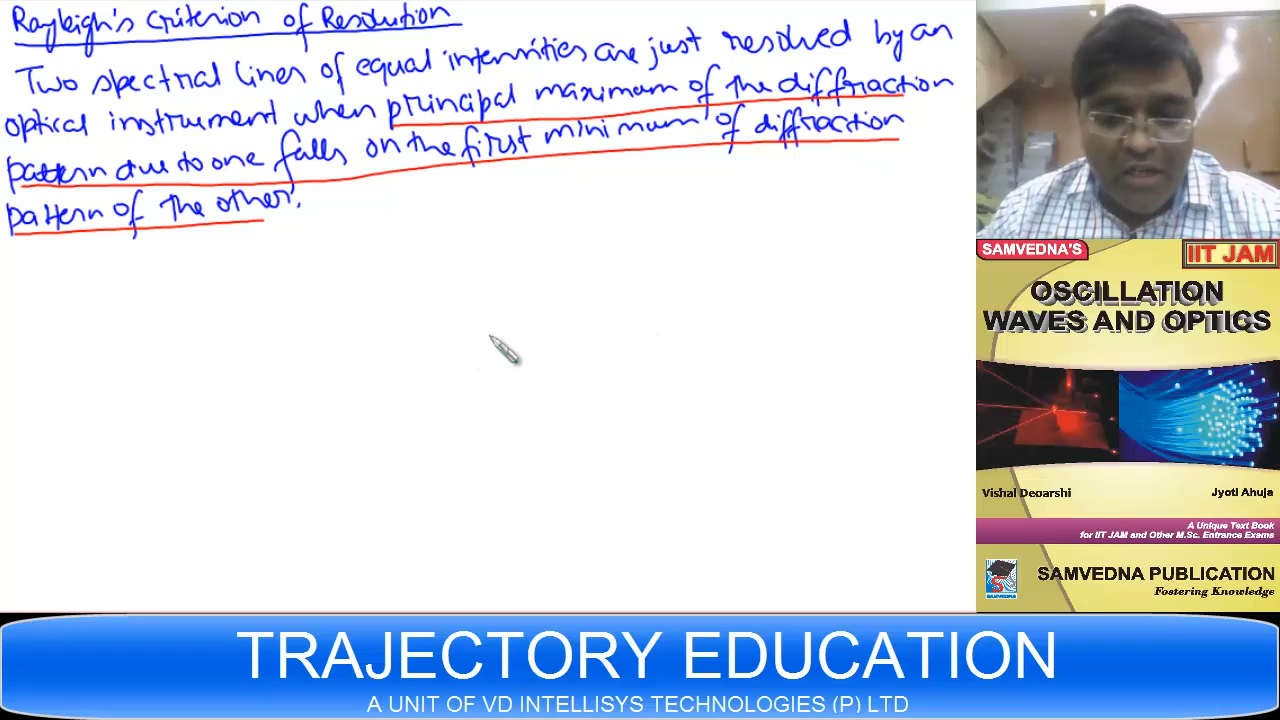 Rayleigh's Criterion of Resolution
Two spectral lines of equal intensities are just resolved by an
optical instrument when principal maximum of the diffraction
pattern due to one falls on the first minimum of diffraction
pattern of the other.
SAMVEDNA'S
IIT JAM
OSCILLATION
WAVES AND OPTICS
Vishal Deoarshi
Jyoti Ahuja
A Unique Text Book
for IIT JAM and Other M.Sc. Entrance Exams
SAMVEDNA
SAMVEDNA PUBLICATION
Fostering Knowledge
TRAJECTORY EDUCATION
A UNIT OF VD INTELLISYS TECHNOLOGIES (P) LTD